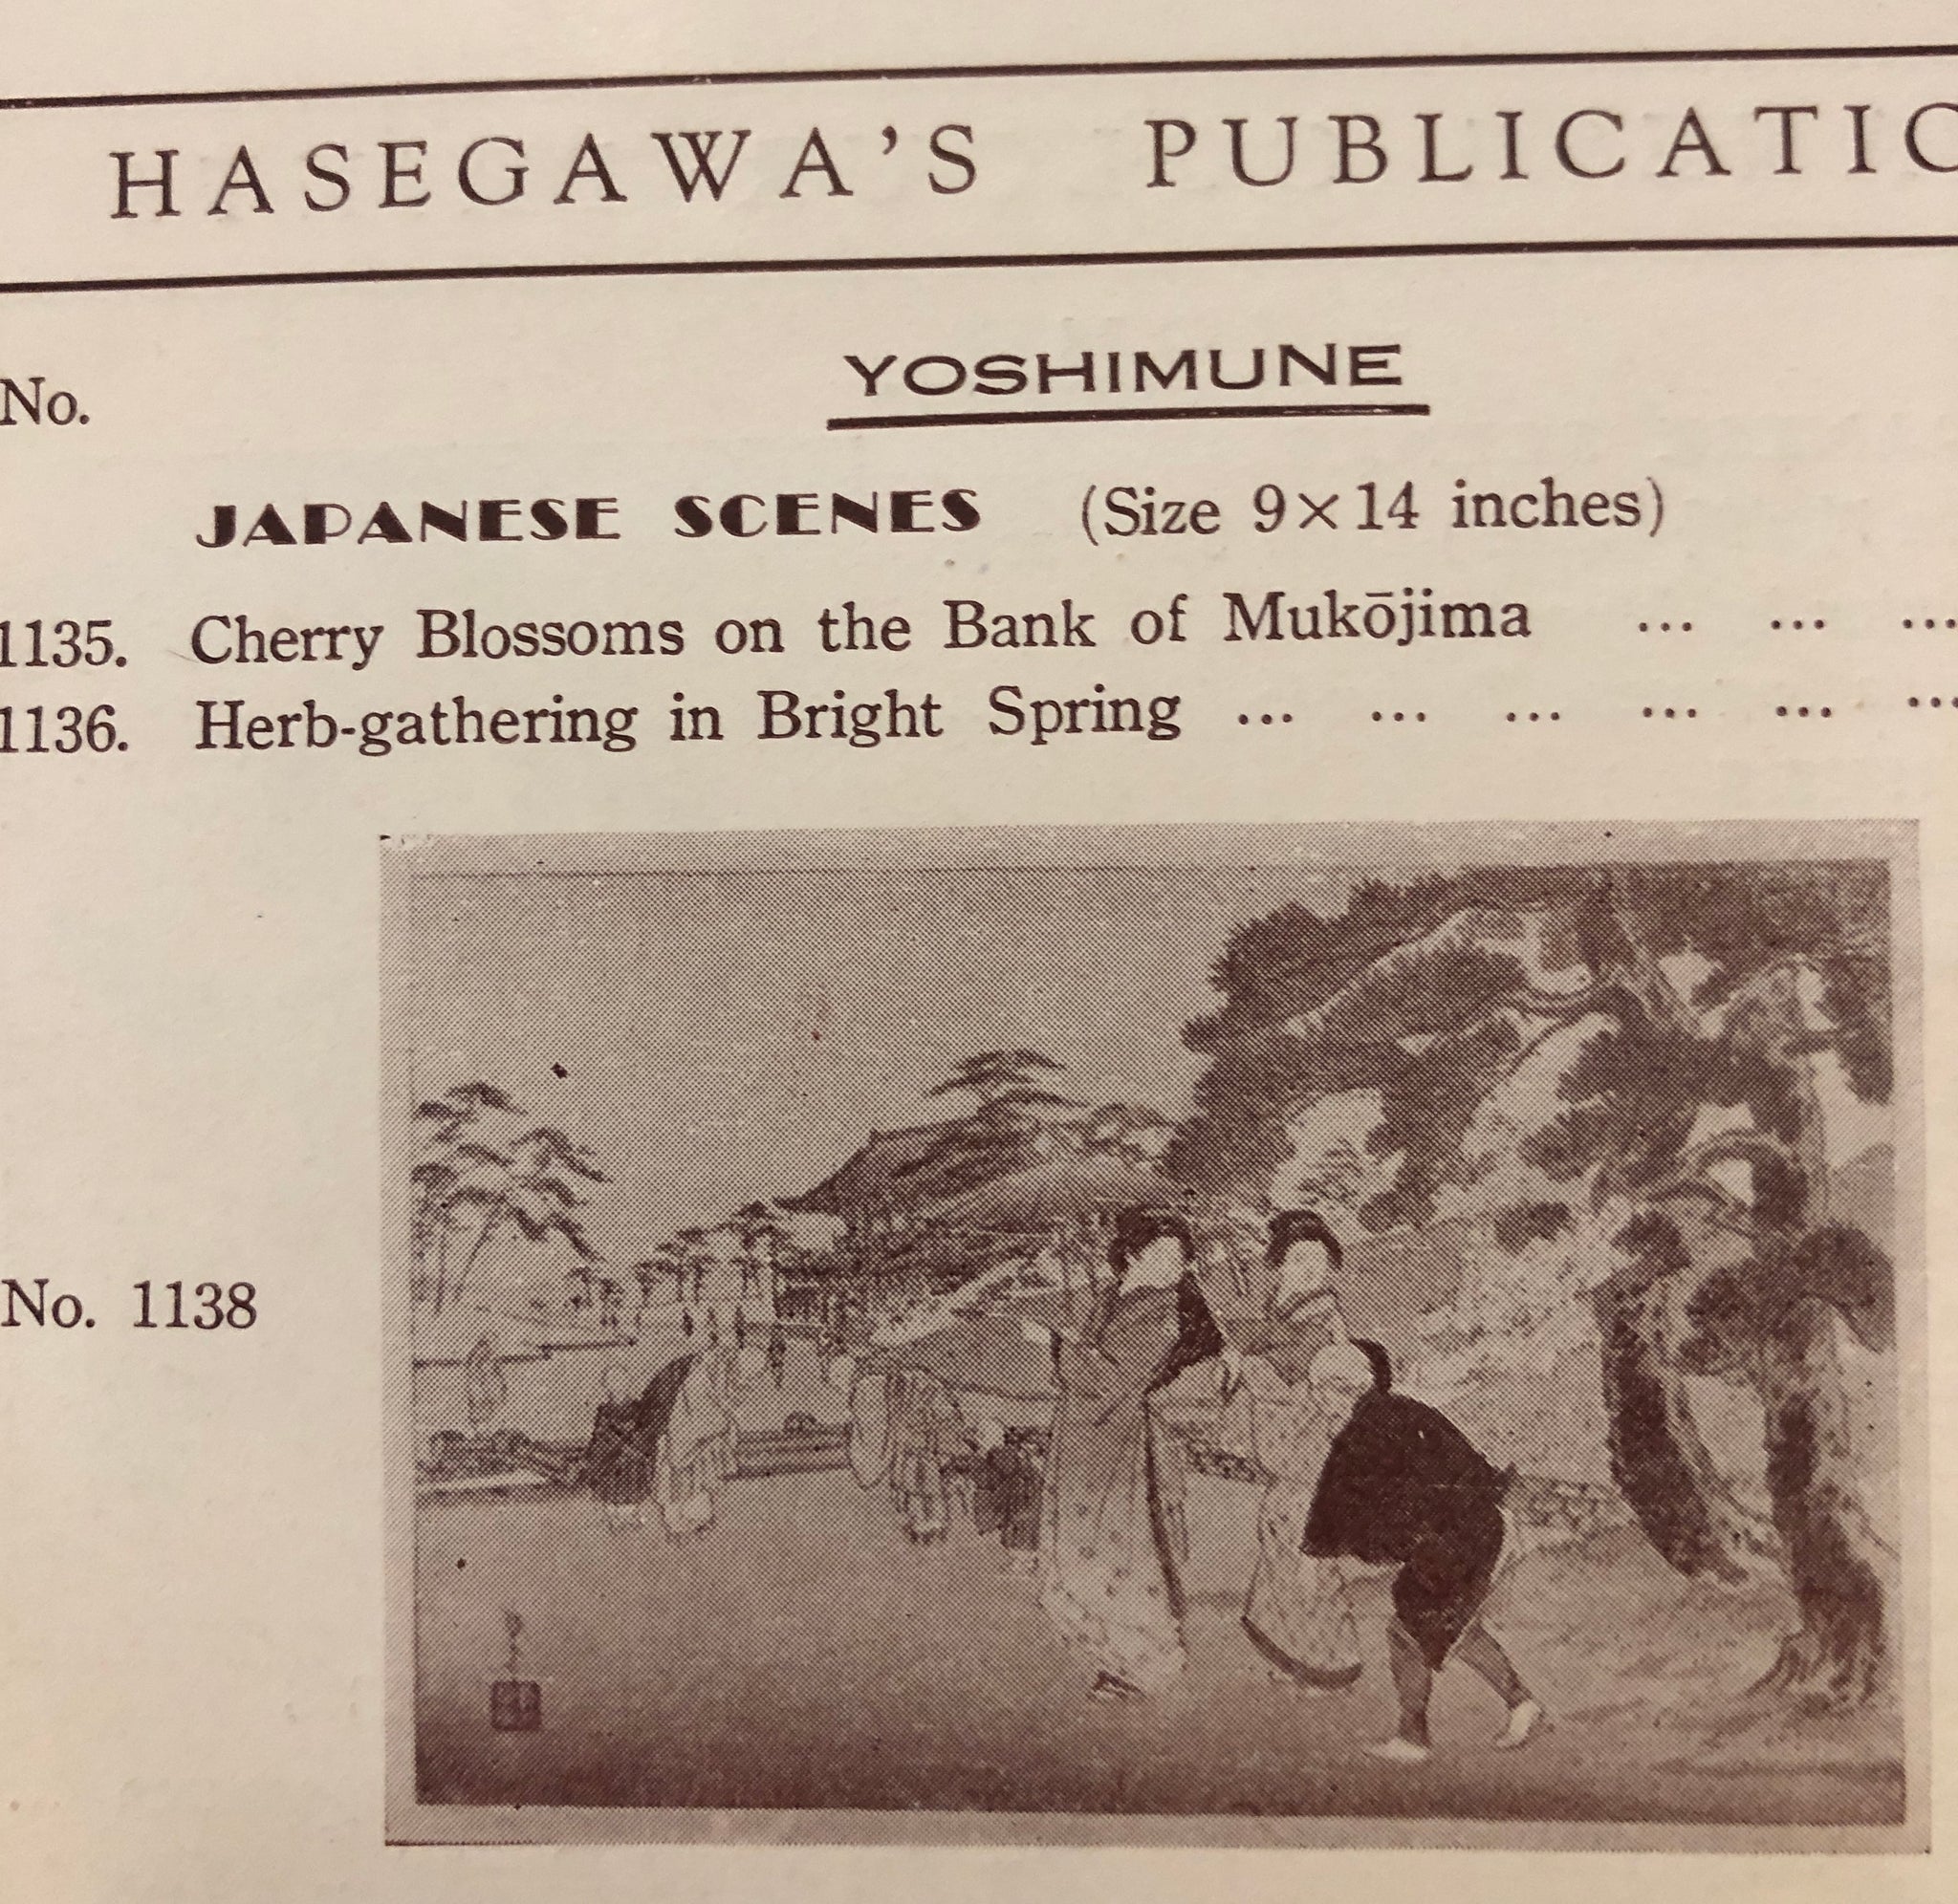 HASEGAWA'S PUBLICATIO
YOSHIMUNE
No.
JAPANESE SCENES (Size 9×14 inches)
1135. Cherry Blossoms on the Bank of Mukōjima ... ... ...
1136. Herb-gathering in Bright Spring ... ... ... ... ... ...
No. 1138